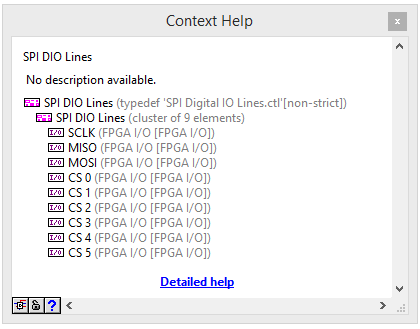 Context Help
x
SPI DIO Lines
No description available.
SPI DIO Lines (typedef 'SPI Digital IO Lines.ctl'[non-strict])
SPI DIO Lines (cluster of 9 elements)
I/O SCLK (FPGA I/O [FPGA I/O])
I/O MISO (FPGA I/O [FPGA I/O])
I/O MOSI (FPGA I/O [FPGA I/O])
I/O CS 0 (FPGA I/O [FPGA I/O])
I/O CS 1 (FPGA I/O [FPGA I/O])
I/O CS 2 (FPGA I/O [FPGA I/O])
I/O CS 3 (FPGA I/O [FPGA I/O])
I/O CS 4 (FPGA I/O [FPGA I/O])
I/O CS 5 (FPGA I/O [FPGA I/O])
Detailed help
?